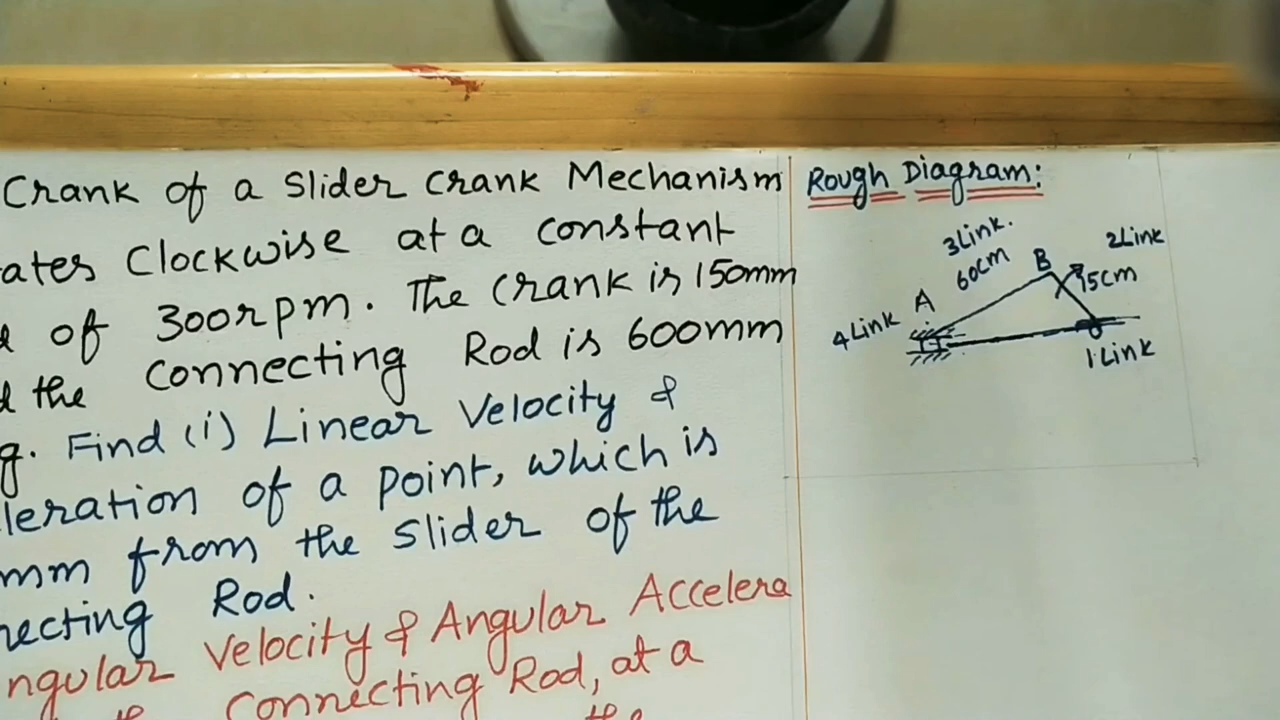 Crank of a Slider Crank Mechanism
ates Clockwise at a constant
of 300rpm. The Crank is 150mm
the connecting Rod is 600mm
g. Find (i) Linear Velocity &
leration of a point, which is
mm from the Slider of the
necting Rod.
ngular Velocity & Angular Accelera
Connecting Rod, at a
the
Rough Diagram:
3Link.
60cm
B
2Link
15cm
A
4Link
1Link